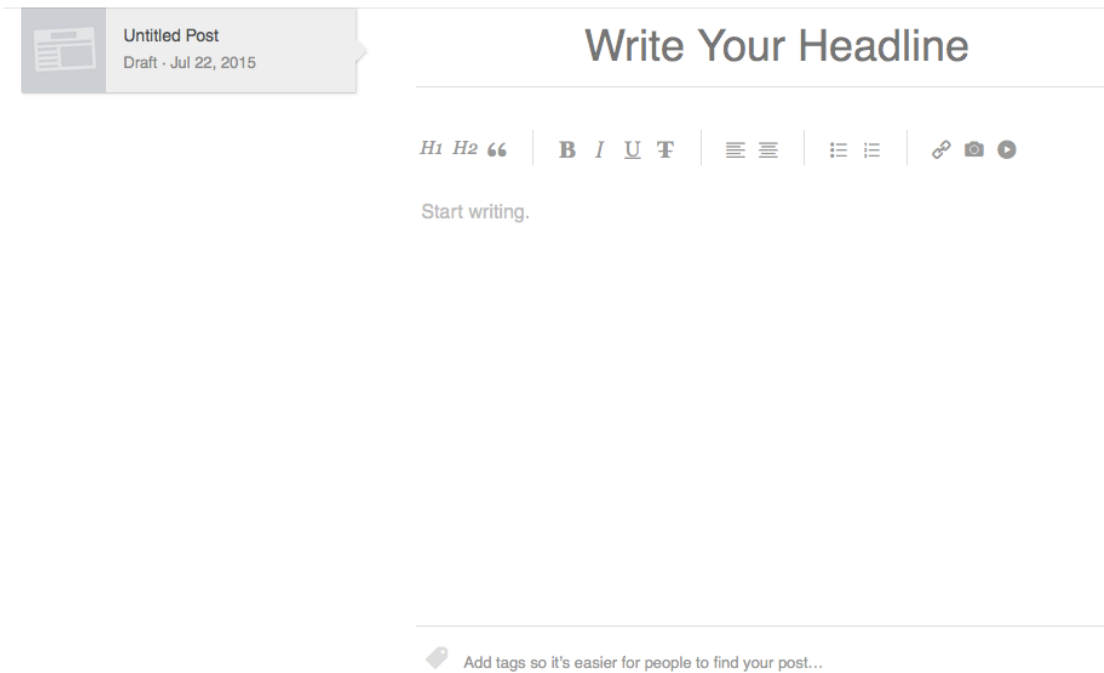 Untitled Post
Draft · Jul 22, 2015
Write Your Headline
H1 H2 “ B I U T
Start writing.
Add tags so it's easier for people to find your post…